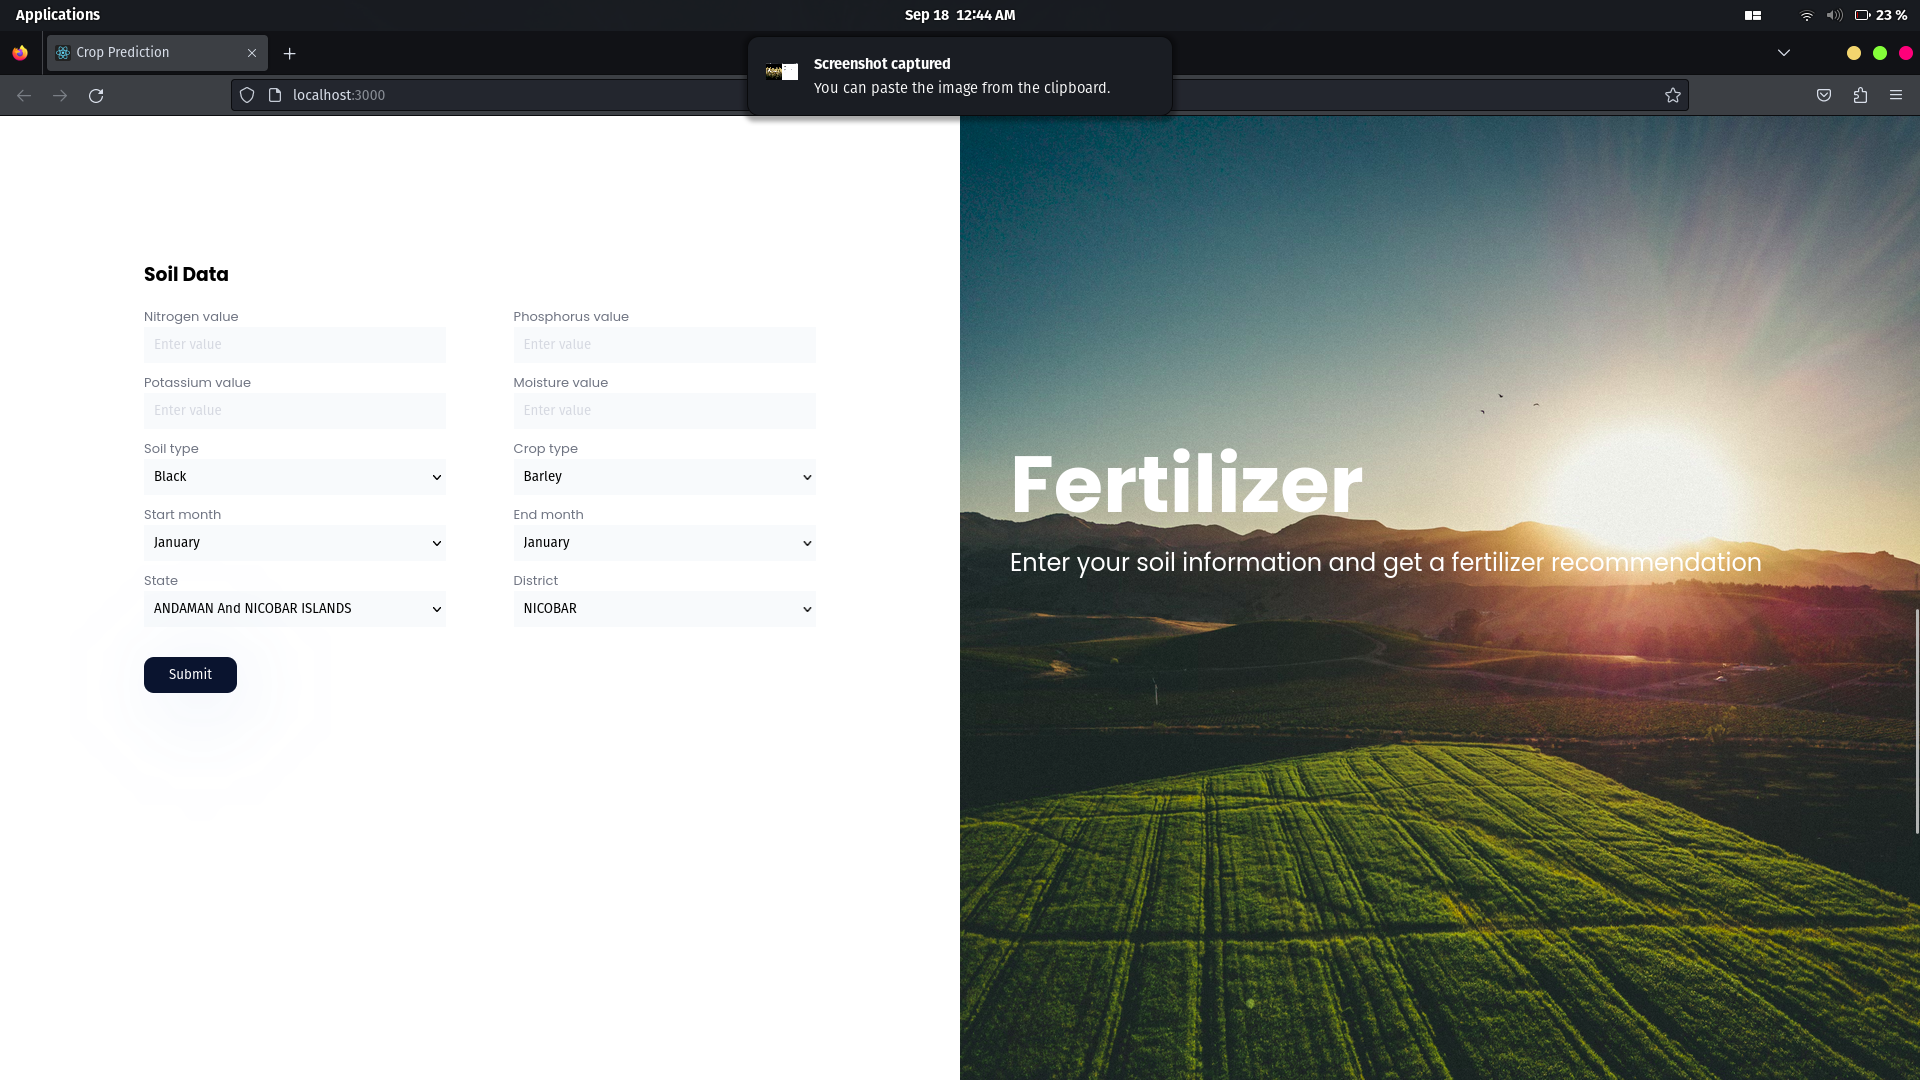 Applications
Sep 18 12:44 AM
23 %
Crop Prediction
Screenshot captured
You can paste the image from the clipboard.
localhost:3000
Soil Data
Nitrogen value
Phosphorus value
Enter value
Enter value
Potassium value
Moisture value
Enter value
Enter value
Soil type
Crop type
Black
Barley
Start month
End month
January
January
State
District
ANDAMAN And NICOBAR ISLANDS
NICOBAR
Submit
Fertilizer
Enter your soil information and get a fertilizer recommendation